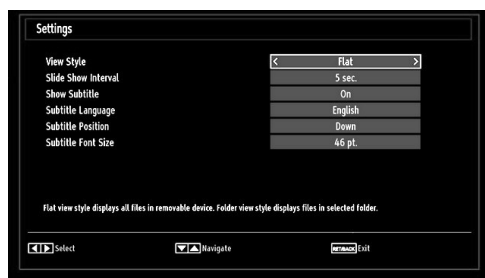 Settings
View Style < Flat >
Slide Show Interval 5 sec.
Show Subtitle On
Subtitle Language English
Subtitle Position Down
Subtitle Font Size 46 pt.
Flat view style displays all files in removable device. Folder view style displays files in selected folder.
Select Navigate RET/BACK Exit